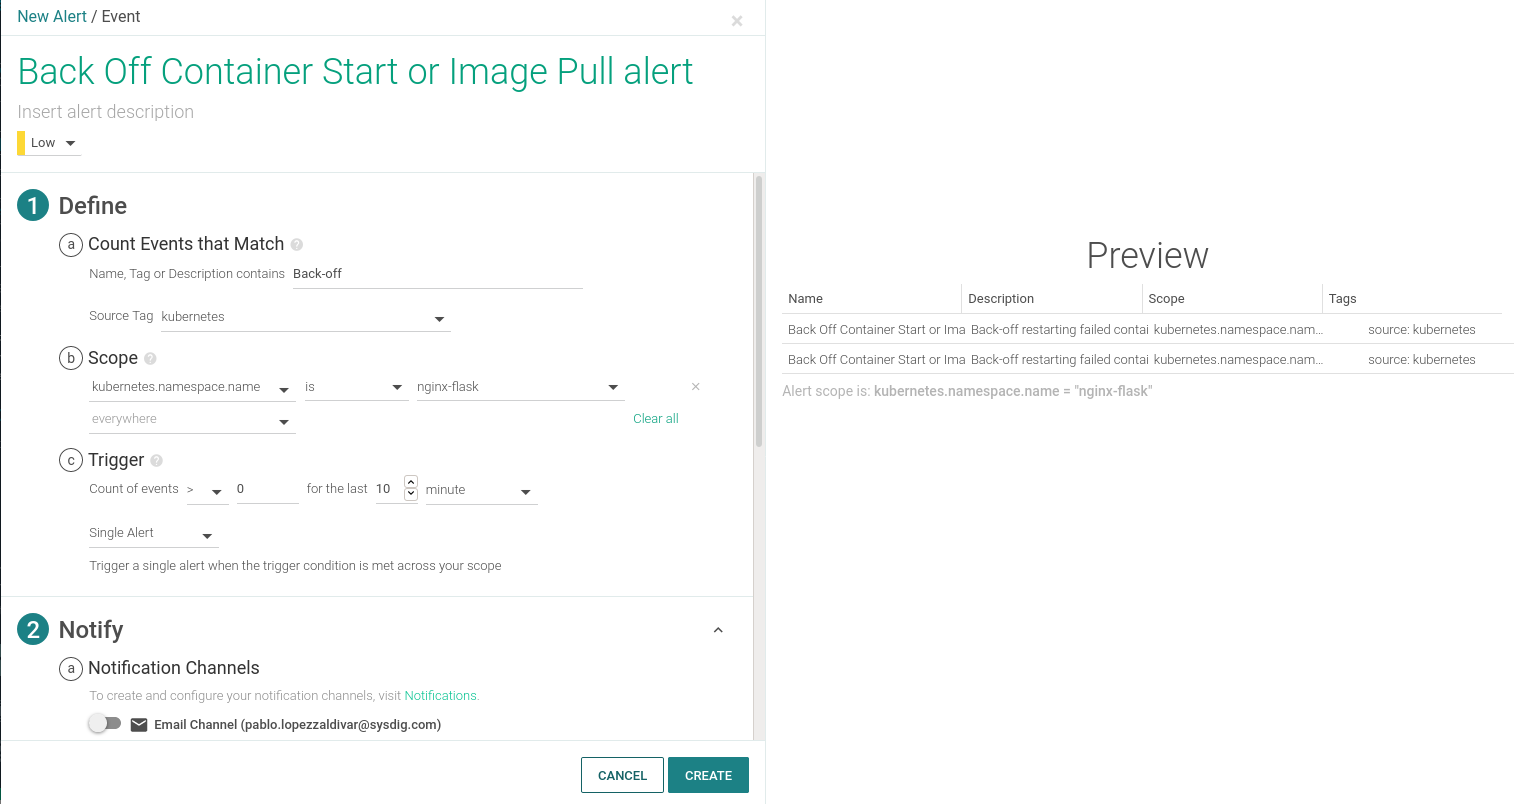 New Alert / Event
×
Back Off Container Start or Image Pull alert
Insert alert description
Low
1 Define
a Count Events that Match ?
Name, Tag or Description contains Back-off
Source Tag kubernetes
b Scope ?
kubernetes.namespace.name is nginx-flask ×
everywhere Clear all
c Trigger ?
Count of events > 0 for the last 10 minute
Single Alert
Trigger a single alert when the trigger condition is met across your scope
2 Notify
a Notification Channels
To create and configure your notification channels, visit Notifications.
Email Channel (pablo.lopezzaldivar@sysdig.com)
CANCEL CREATE
Preview
Name Description Scope Tags
Back Off Container Start or Ima Back-off restarting failed contai kubernetes.namespace.nam... source: kubernetes
Back Off Container Start or Ima Back-off restarting failed contai kubernetes.namespace.nam... source: kubernetes
Alert scope is: kubernetes.namespace.name = "nginx-flask"